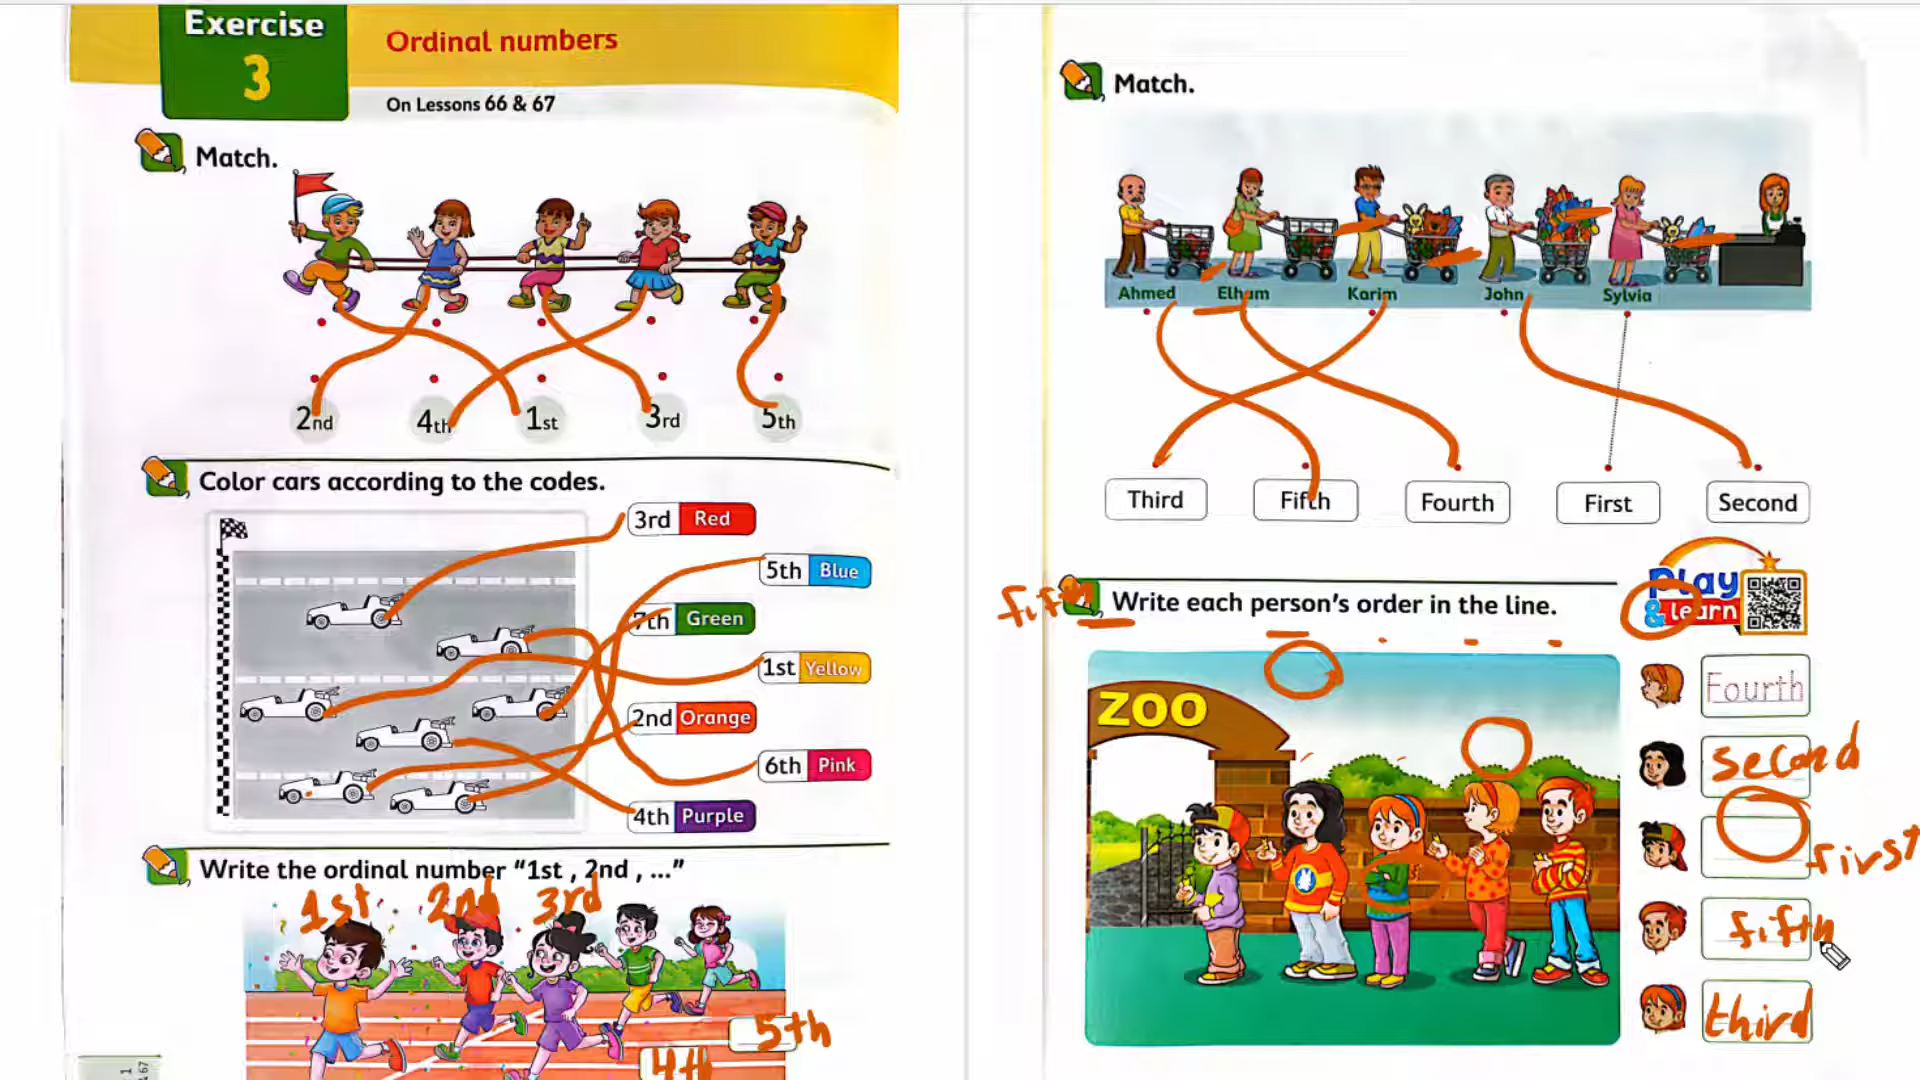 Exercise
3
Ordinal numbers
On Lessons 66 & 67
Match.
2nd 4th 1st 3rd 5th
Color cars according to the codes.
3rd Red
5th Blue
7th Green
1st Yellow
2nd Orange
6th Pink
4th Purple
Write the ordinal number "1st , 2nd , ..."
1st 2nd 3rd
5th
4th
Match.
Ahmed Elham Karim John Sylvia
Third Fifth Fourth First Second
Play
& learn
fifth
Write each person's order in the line.
ZOO
Fourth
second
first
fifth
third